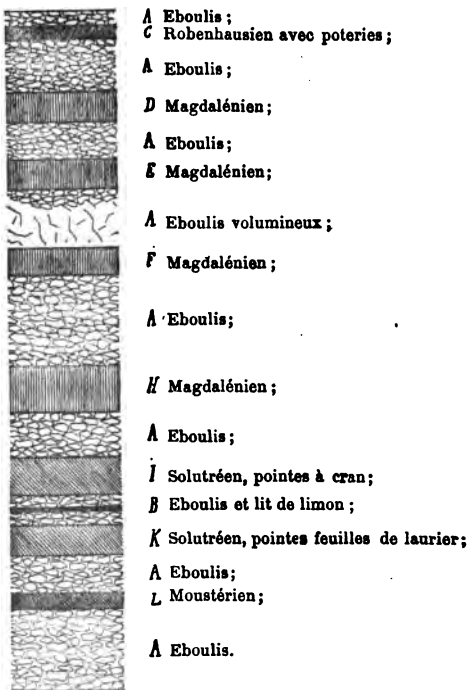 A Eboulis ;
C Robenhausien avec poteries ;
A Eboulis ;
D Magdalénien ;
A Eboulis ;
E Magdalénien ;
A Eboulis volumineux ;
F Magdalénien ;
A Eboulis ;
H Magdalénien ;
A Eboulis ;
I Solutréen, pointes à cran ;
B Eboulis et lit de limon ;
K Solutréen, pointes feuilles de laurier ;
A Eboulis ;
L Moustérien ;
A Eboulis.